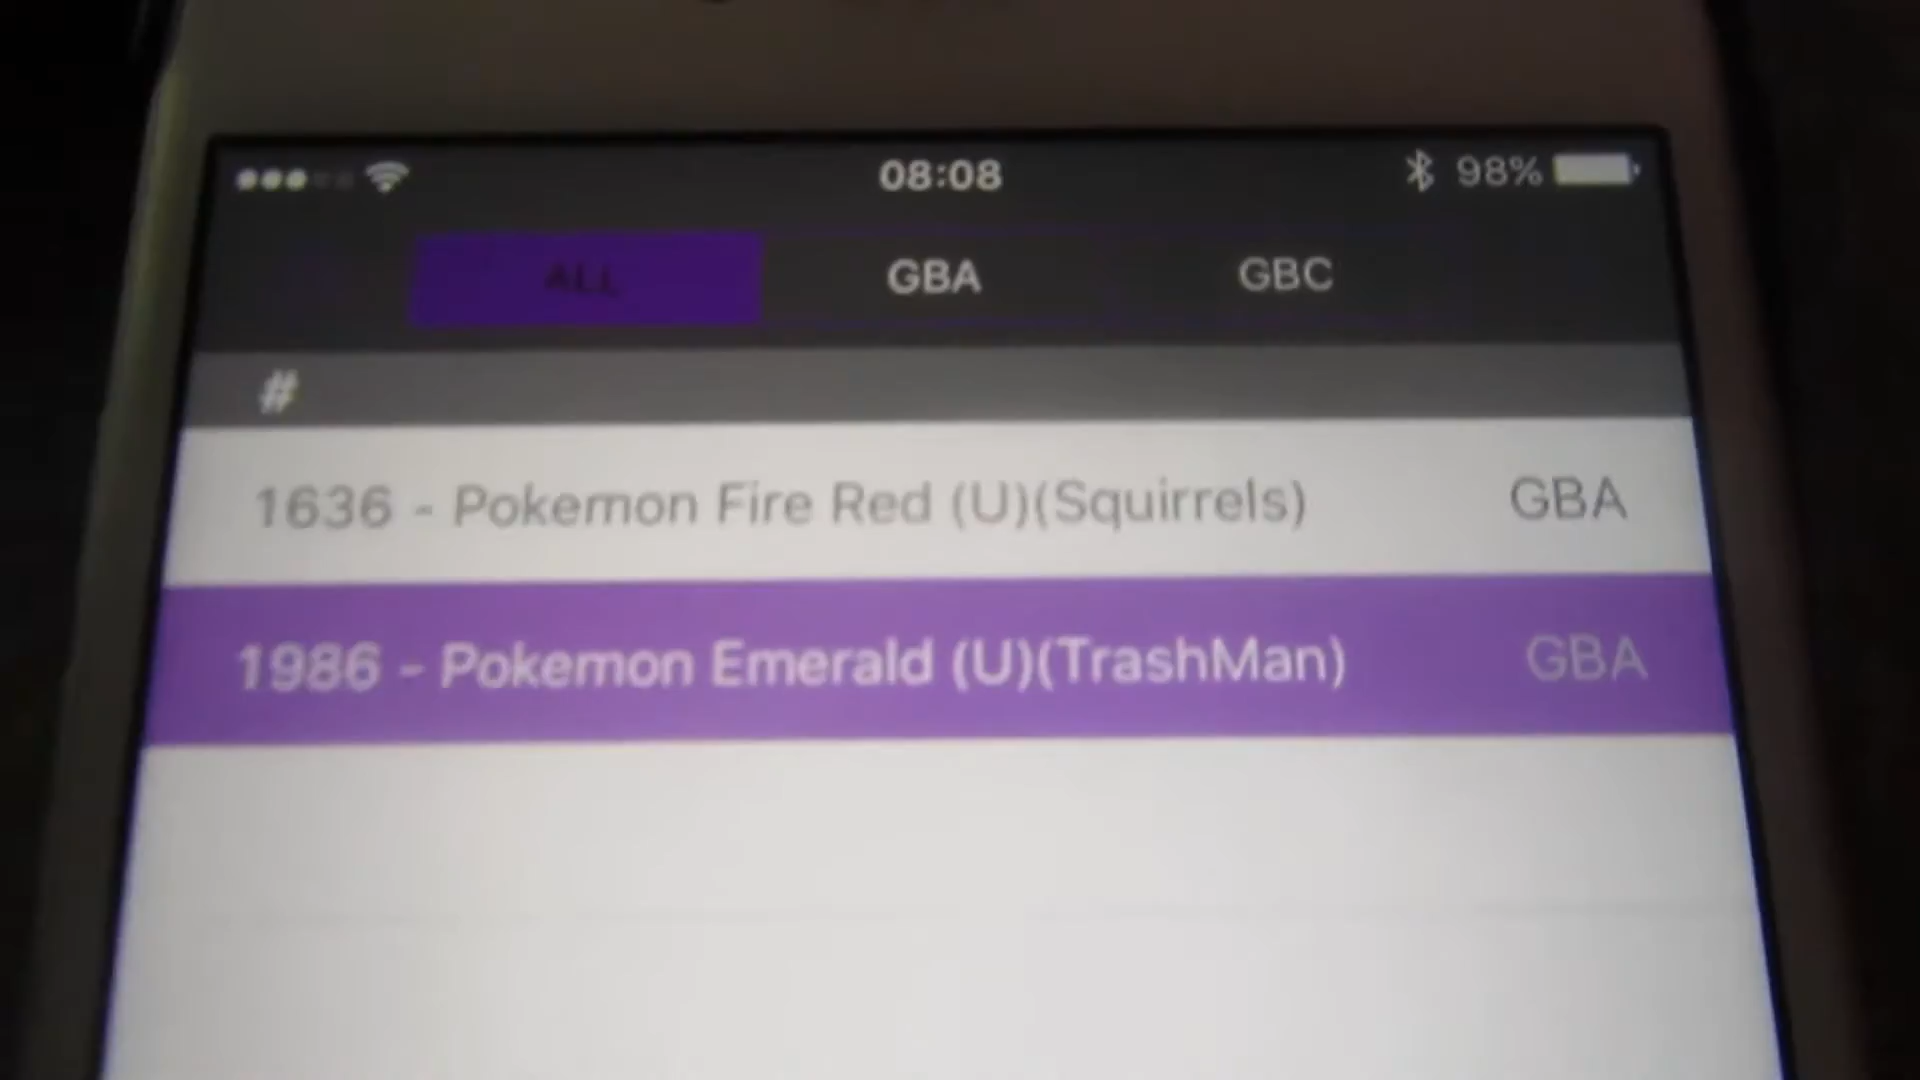 08:08 98%
ALL GBA GBC
#
1636 - Pokemon Fire Red (U)(Squirrels) GBA
1986 - Pokemon Emerald (U)(TrashMan) GBA